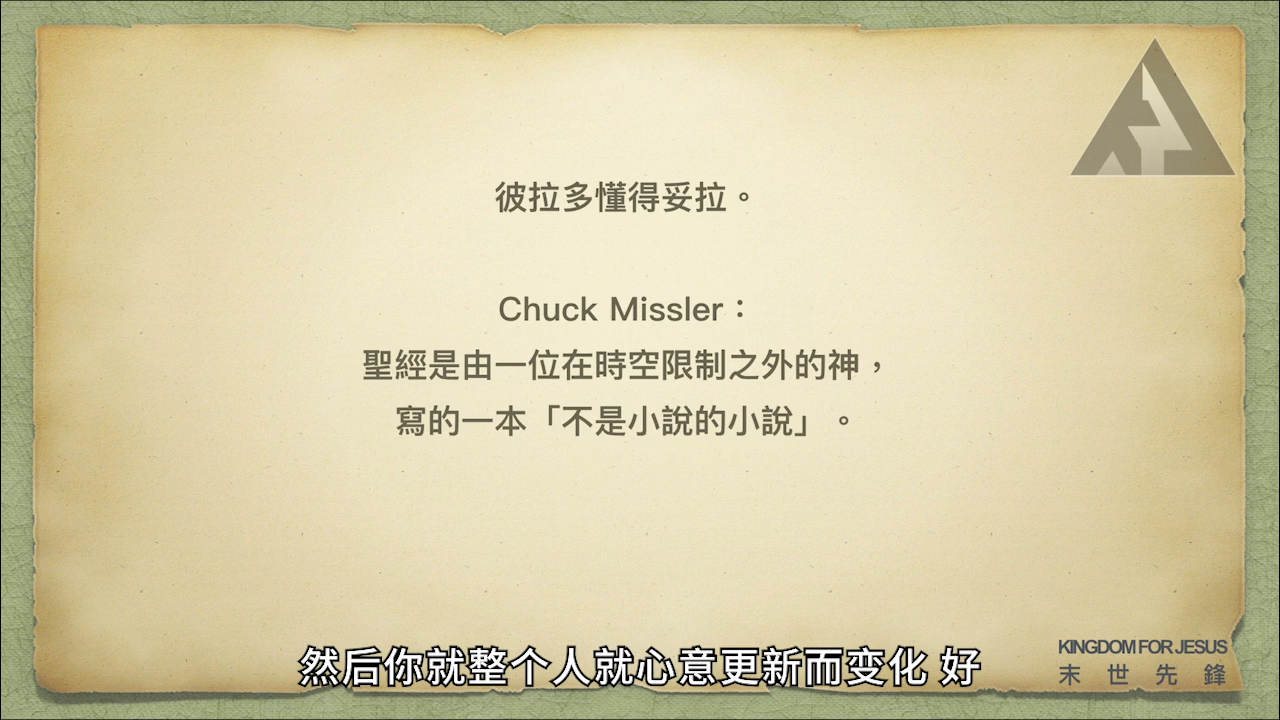 彼拉多懂得妥拉。
Chuck Missler：
聖經是由一位在時空限制之外的神，
寫的一本「不是小說的小說」。
然后你就整个人就心意更新而变化 好
KINGDOM FOR JESUS
末世先鋒